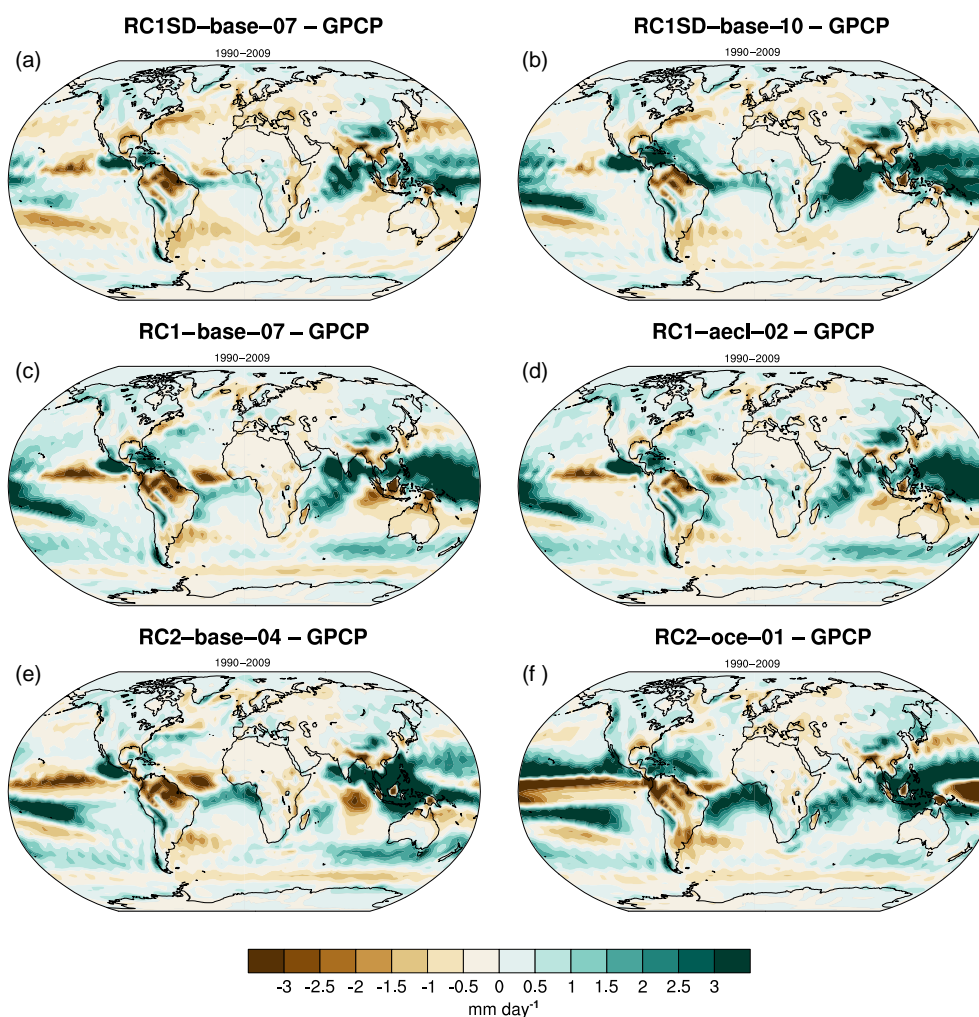 RC1SD–base–07 – GPCP
RC1SD–base–10 – GPCP
(a)
1990–2009
(b)
1990–2009
RC1–base–07 – GPCP
RC1–aecl–02 – GPCP
(c)
1990–2009
(d)
1990–2009
RC2–base–04 – GPCP
RC2–oce–01 – GPCP
(e)
1990–2009
(f )
1990–2009
-3 -2.5 -2 -1.5 -1 -0.5 0 0.5 1 1.5 2 2.5 3
mm day⁻¹